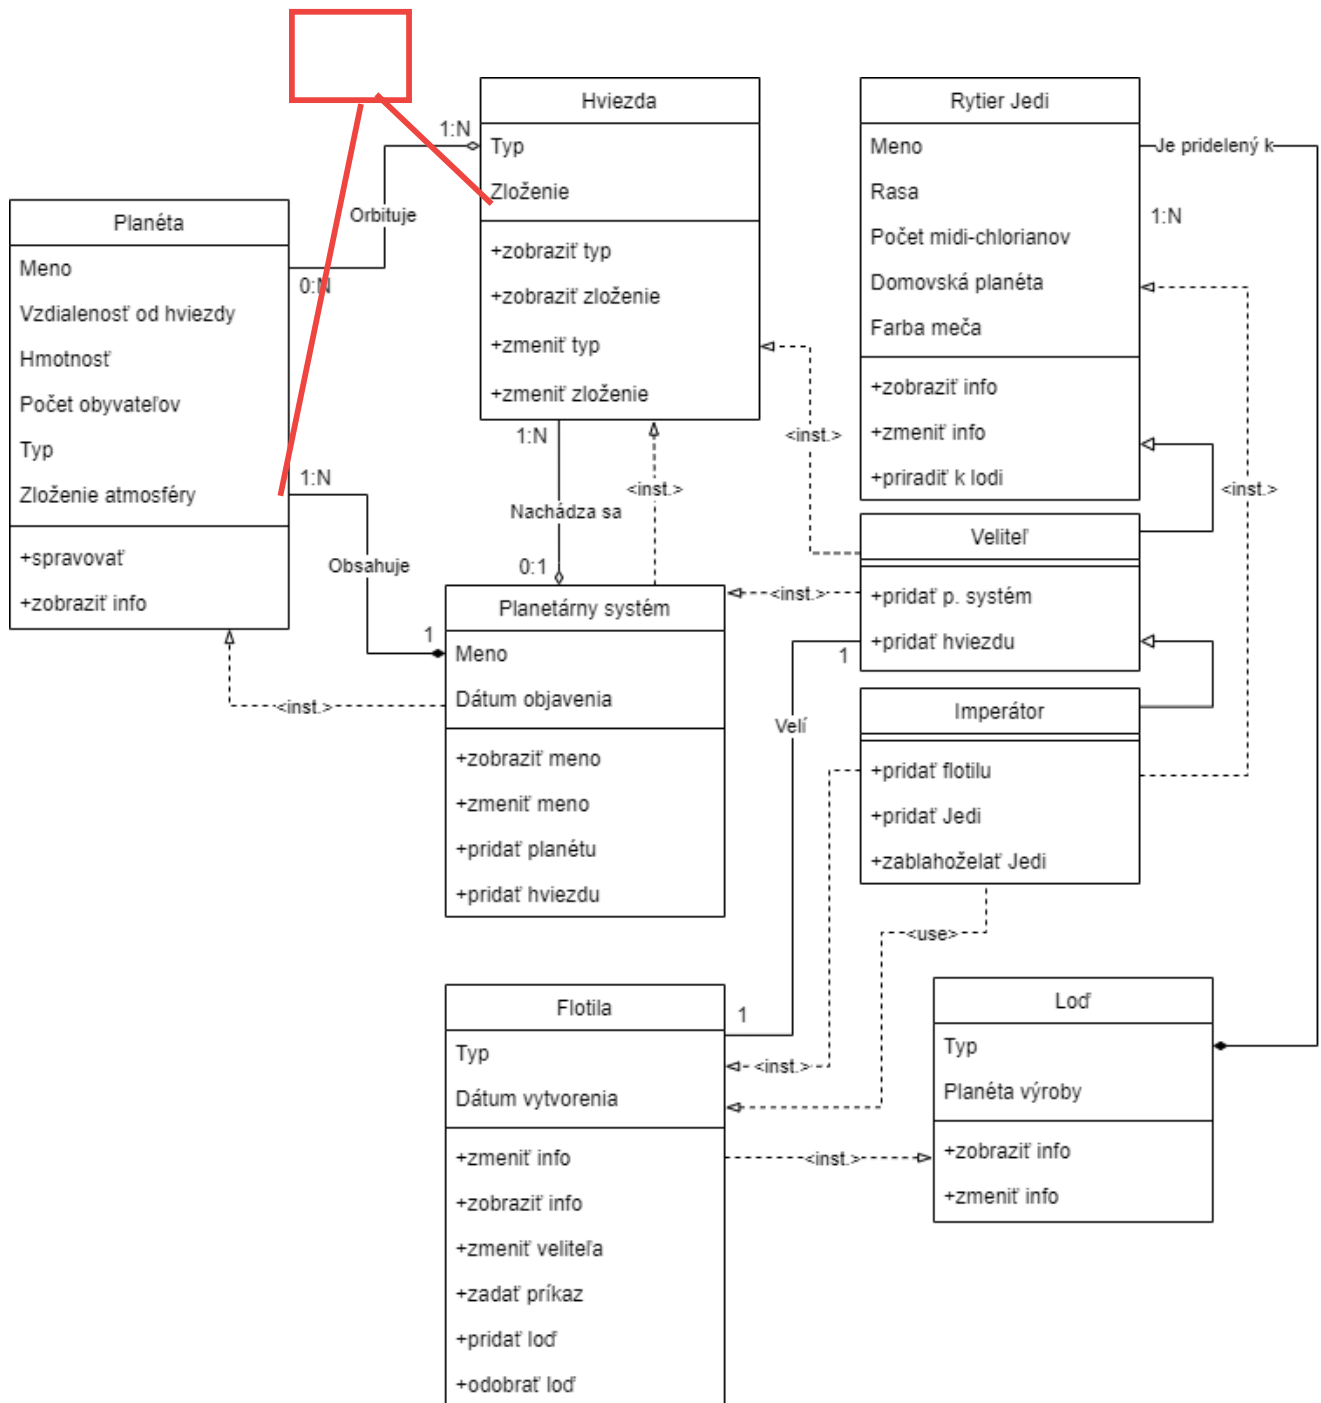 Hviezda
Typ
Zloženie
+zobraziť typ
+zobraziť zloženie
+zmeniť typ
+zmeniť zloženie
Rytier Jedi
Meno
Rasa
Počet midi-chlorianov
Domovská planéta
Farba meča
+zobraziť info
+zmeniť info
+priradiť k lodi
Je pridelený k
1:N
1:N
Orbituje
0:N
Planéta
Meno
Vzdialenosť od hviezdy
Hmotnosť
Počet obyvateľov
Typ
Zloženie atmosféry
+spravovať
+zobraziť info
1:N
Obsahuje
1
1:N
Nachádza sa
0:1
<inst.>
<inst.>
<inst.>
<inst.>
<inst.>
Planetárny systém
Meno
Dátum objavenia
+zobraziť meno
+zmeniť meno
+pridať planétu
+pridať hviezdu
Veliteľ
+pridať p. systém
+pridať hviezdu
1
Velí
1
Imperátor
+pridať flotilu
+pridať Jedi
+zablahoželať Jedi
<use>
<inst.>
<inst.>
Flotila
Typ
Dátum vytvorenia
+zmeniť info
+zobraziť info
+zmeniť veliteľa
+zadať príkaz
+pridať loď
+odobrať loď
Loď
Typ
Planéta výroby
+zobraziť info
+zmeniť info